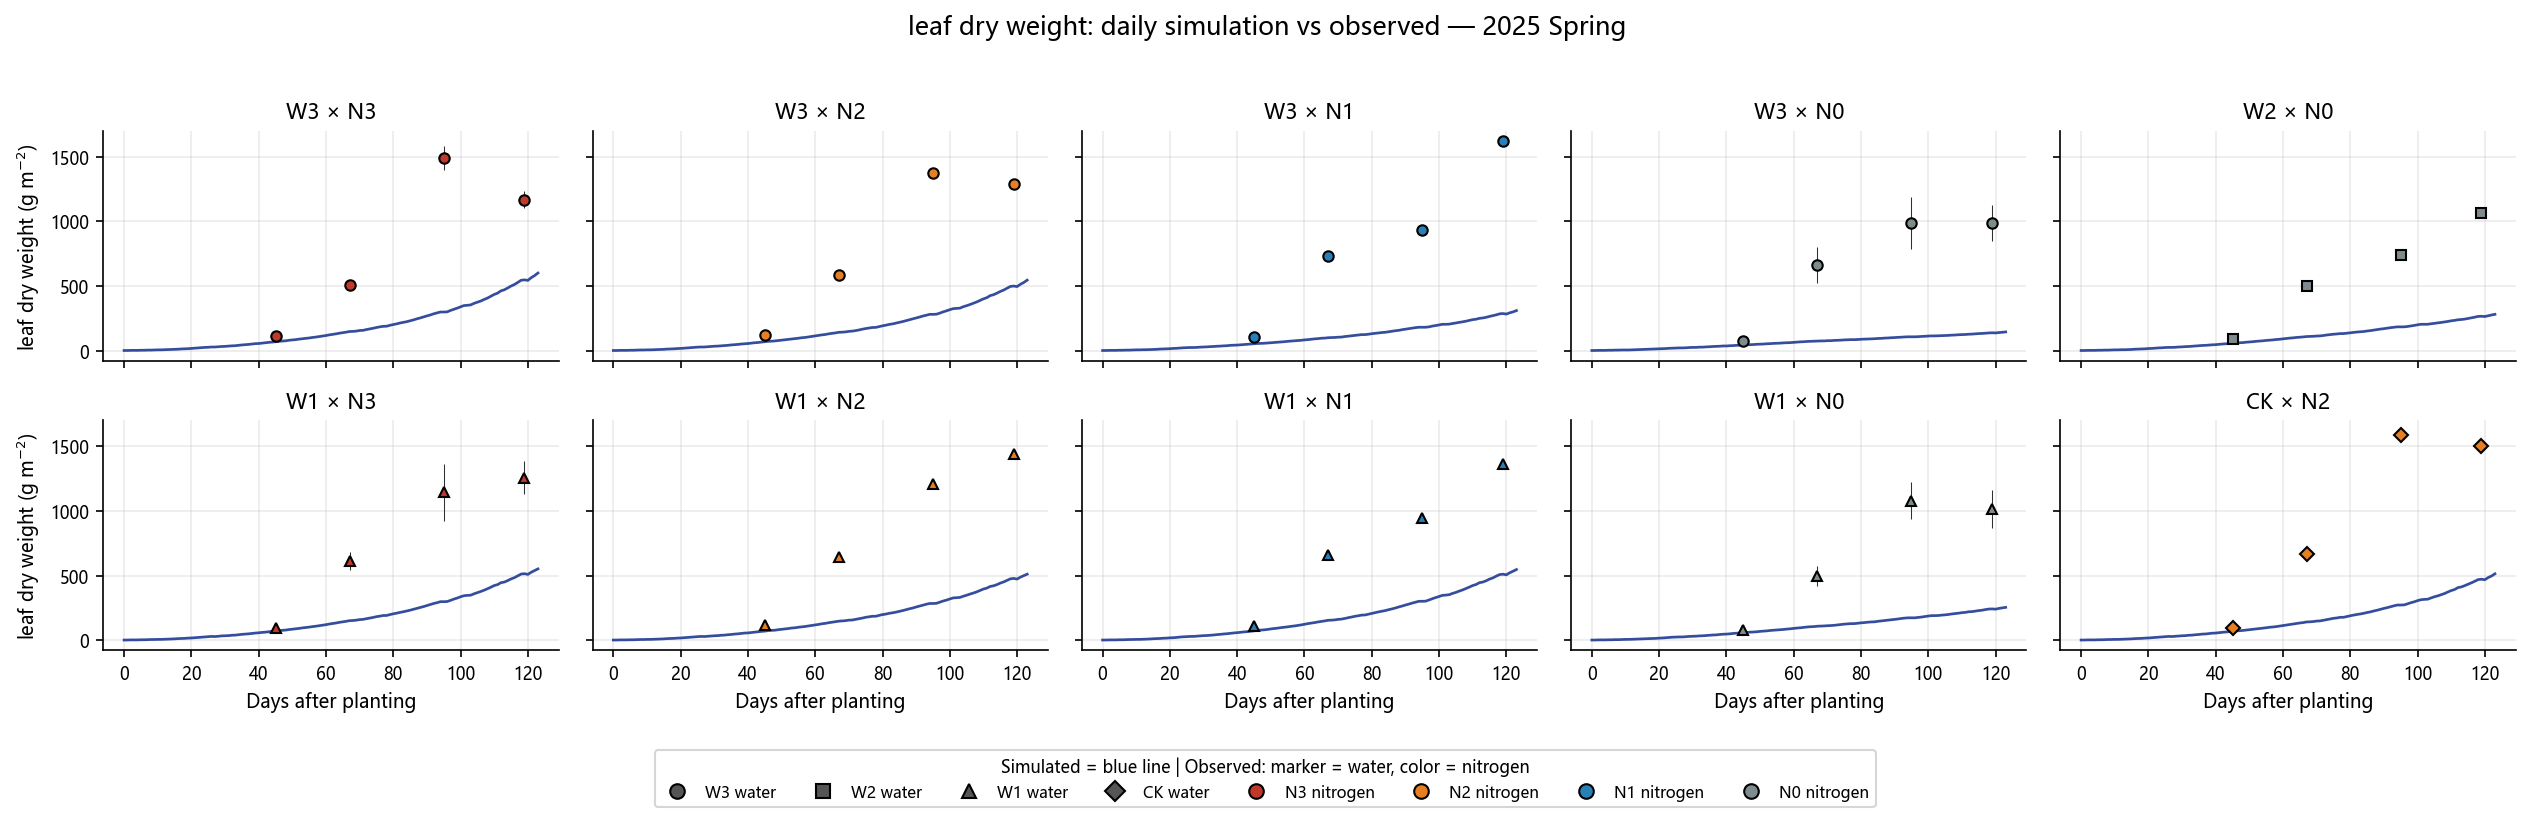 leaf dry weight: daily simulation vs observed — 2025 Spring
W3 × N3
W3 × N2
W3 × N1
W3 × N0
W2 × N0
leaf dry weight (g m⁻²)
1500
1000
500
0
W1 × N3
W1 × N2
W1 × N1
W1 × N0
CK × N2
leaf dry weight (g m⁻²)
1500
1000
500
0
0 20 40 60 80 100 120
0 20 40 60 80 100 120
0 20 40 60 80 100 120
0 20 40 60 80 100 120
0 20 40 60 80 100 120
Days after planting
Days after planting
Days after planting
Days after planting
Days after planting
Simulated = blue line | Observed: marker = water, color = nitrogen
W3 water W2 water W1 water CK water N3 nitrogen N2 nitrogen N1 nitrogen N0 nitrogen